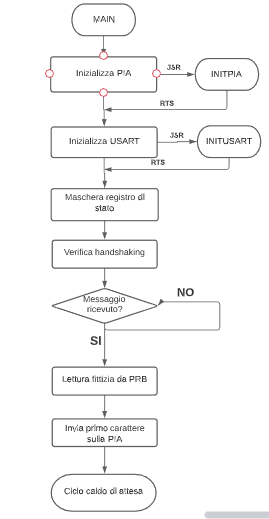 MAIN
Inizializza PIA
JSR
INITPIA
RTS
Inizializza USART
JSR
INITUSART
RTS
Maschera registro di
stato
Verifica handshaking
Messaggio
ricevuto?
NO
SI
Lettura fittizia da PRB
Invia primo carattere
sulla PIA
Ciclo caldo di attesa